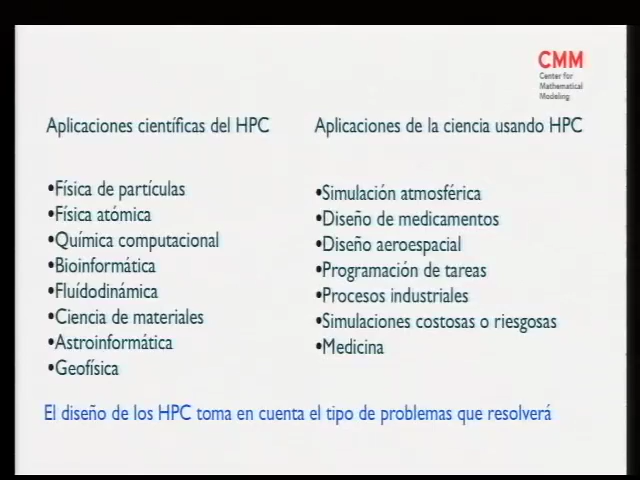 CMM
Center for
Mathematical
Modeling
Aplicaciones científicas del HPC
•Física de partículas
•Física atómica
•Química computacional
•Bioinformática
•Fluídodinámica
•Ciencia de materiales
•Astroinformática
•Geofísica
Aplicaciones de la ciencia usando HPC
•Simulación atmosférica
•Diseño de medicamentos
•Diseño aeroespacial
•Programación de tareas
•Procesos industriales
•Simulaciones costosas o riesgosas
•Medicina
El diseño de los HPC toma en cuenta el tipo de problemas que resolverá